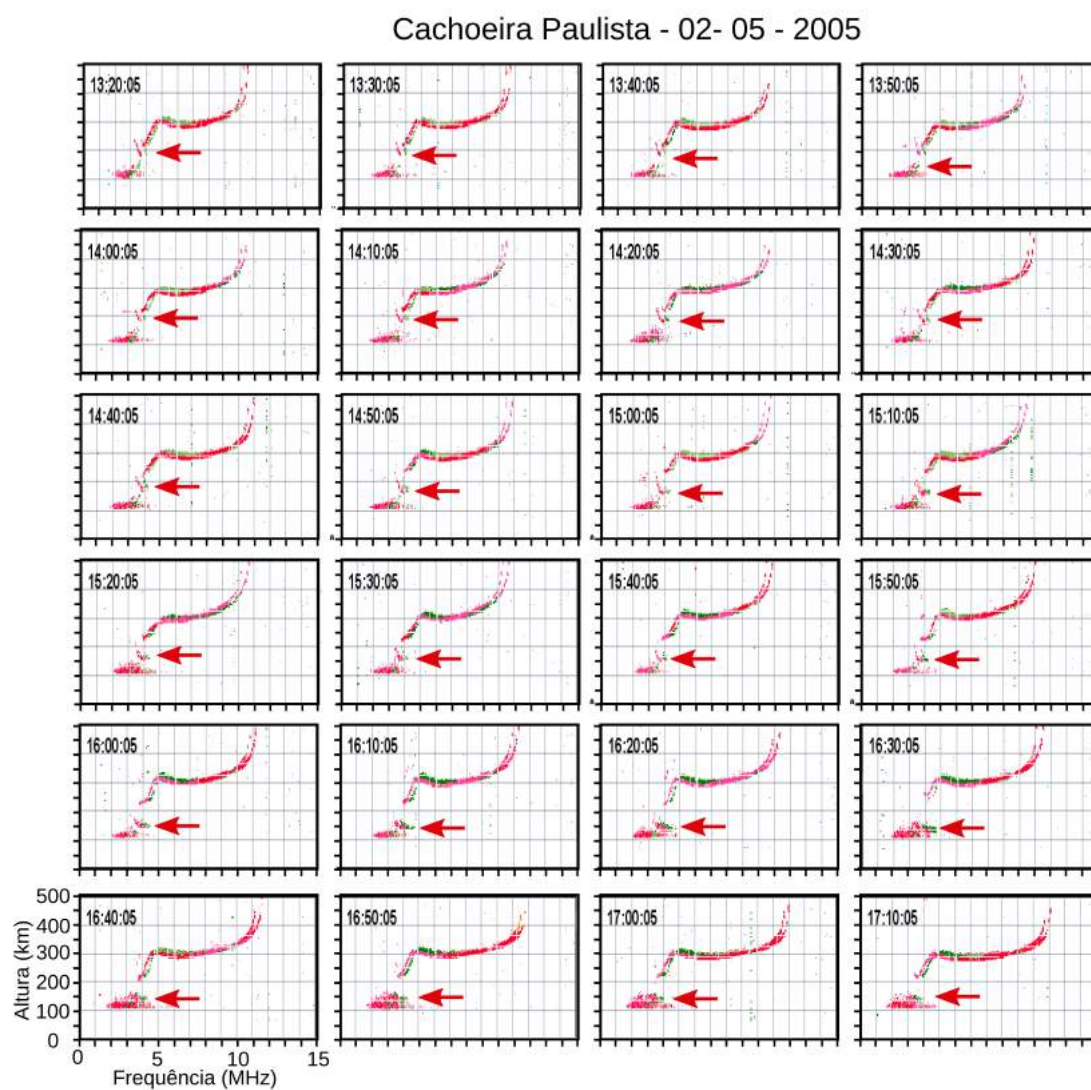 Cachoeira Paulista - 02- 05 - 2005
13:20:05 13:30:05 13:40:05 13:50:05
14:00:05 14:10:05 14:20:05 14:30:05
14:40:05 14:50:05 15:00:05 15:10:05
15:20:05 15:30:05 15:40:05 15:50:05
16:00:05 16:10:05 16:20:05 16:30:05
16:40:05 16:50:05 17:00:05 17:10:05
Altura (km)
500
400
300
200
100
0
0 5 10 15
Frequência (MHz)